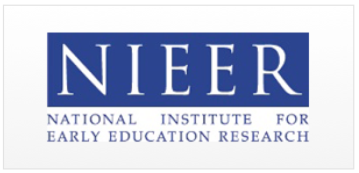 NIEER
NATIONAL INSTITUTE FOR
EARLY EDUCATION RESEARCH